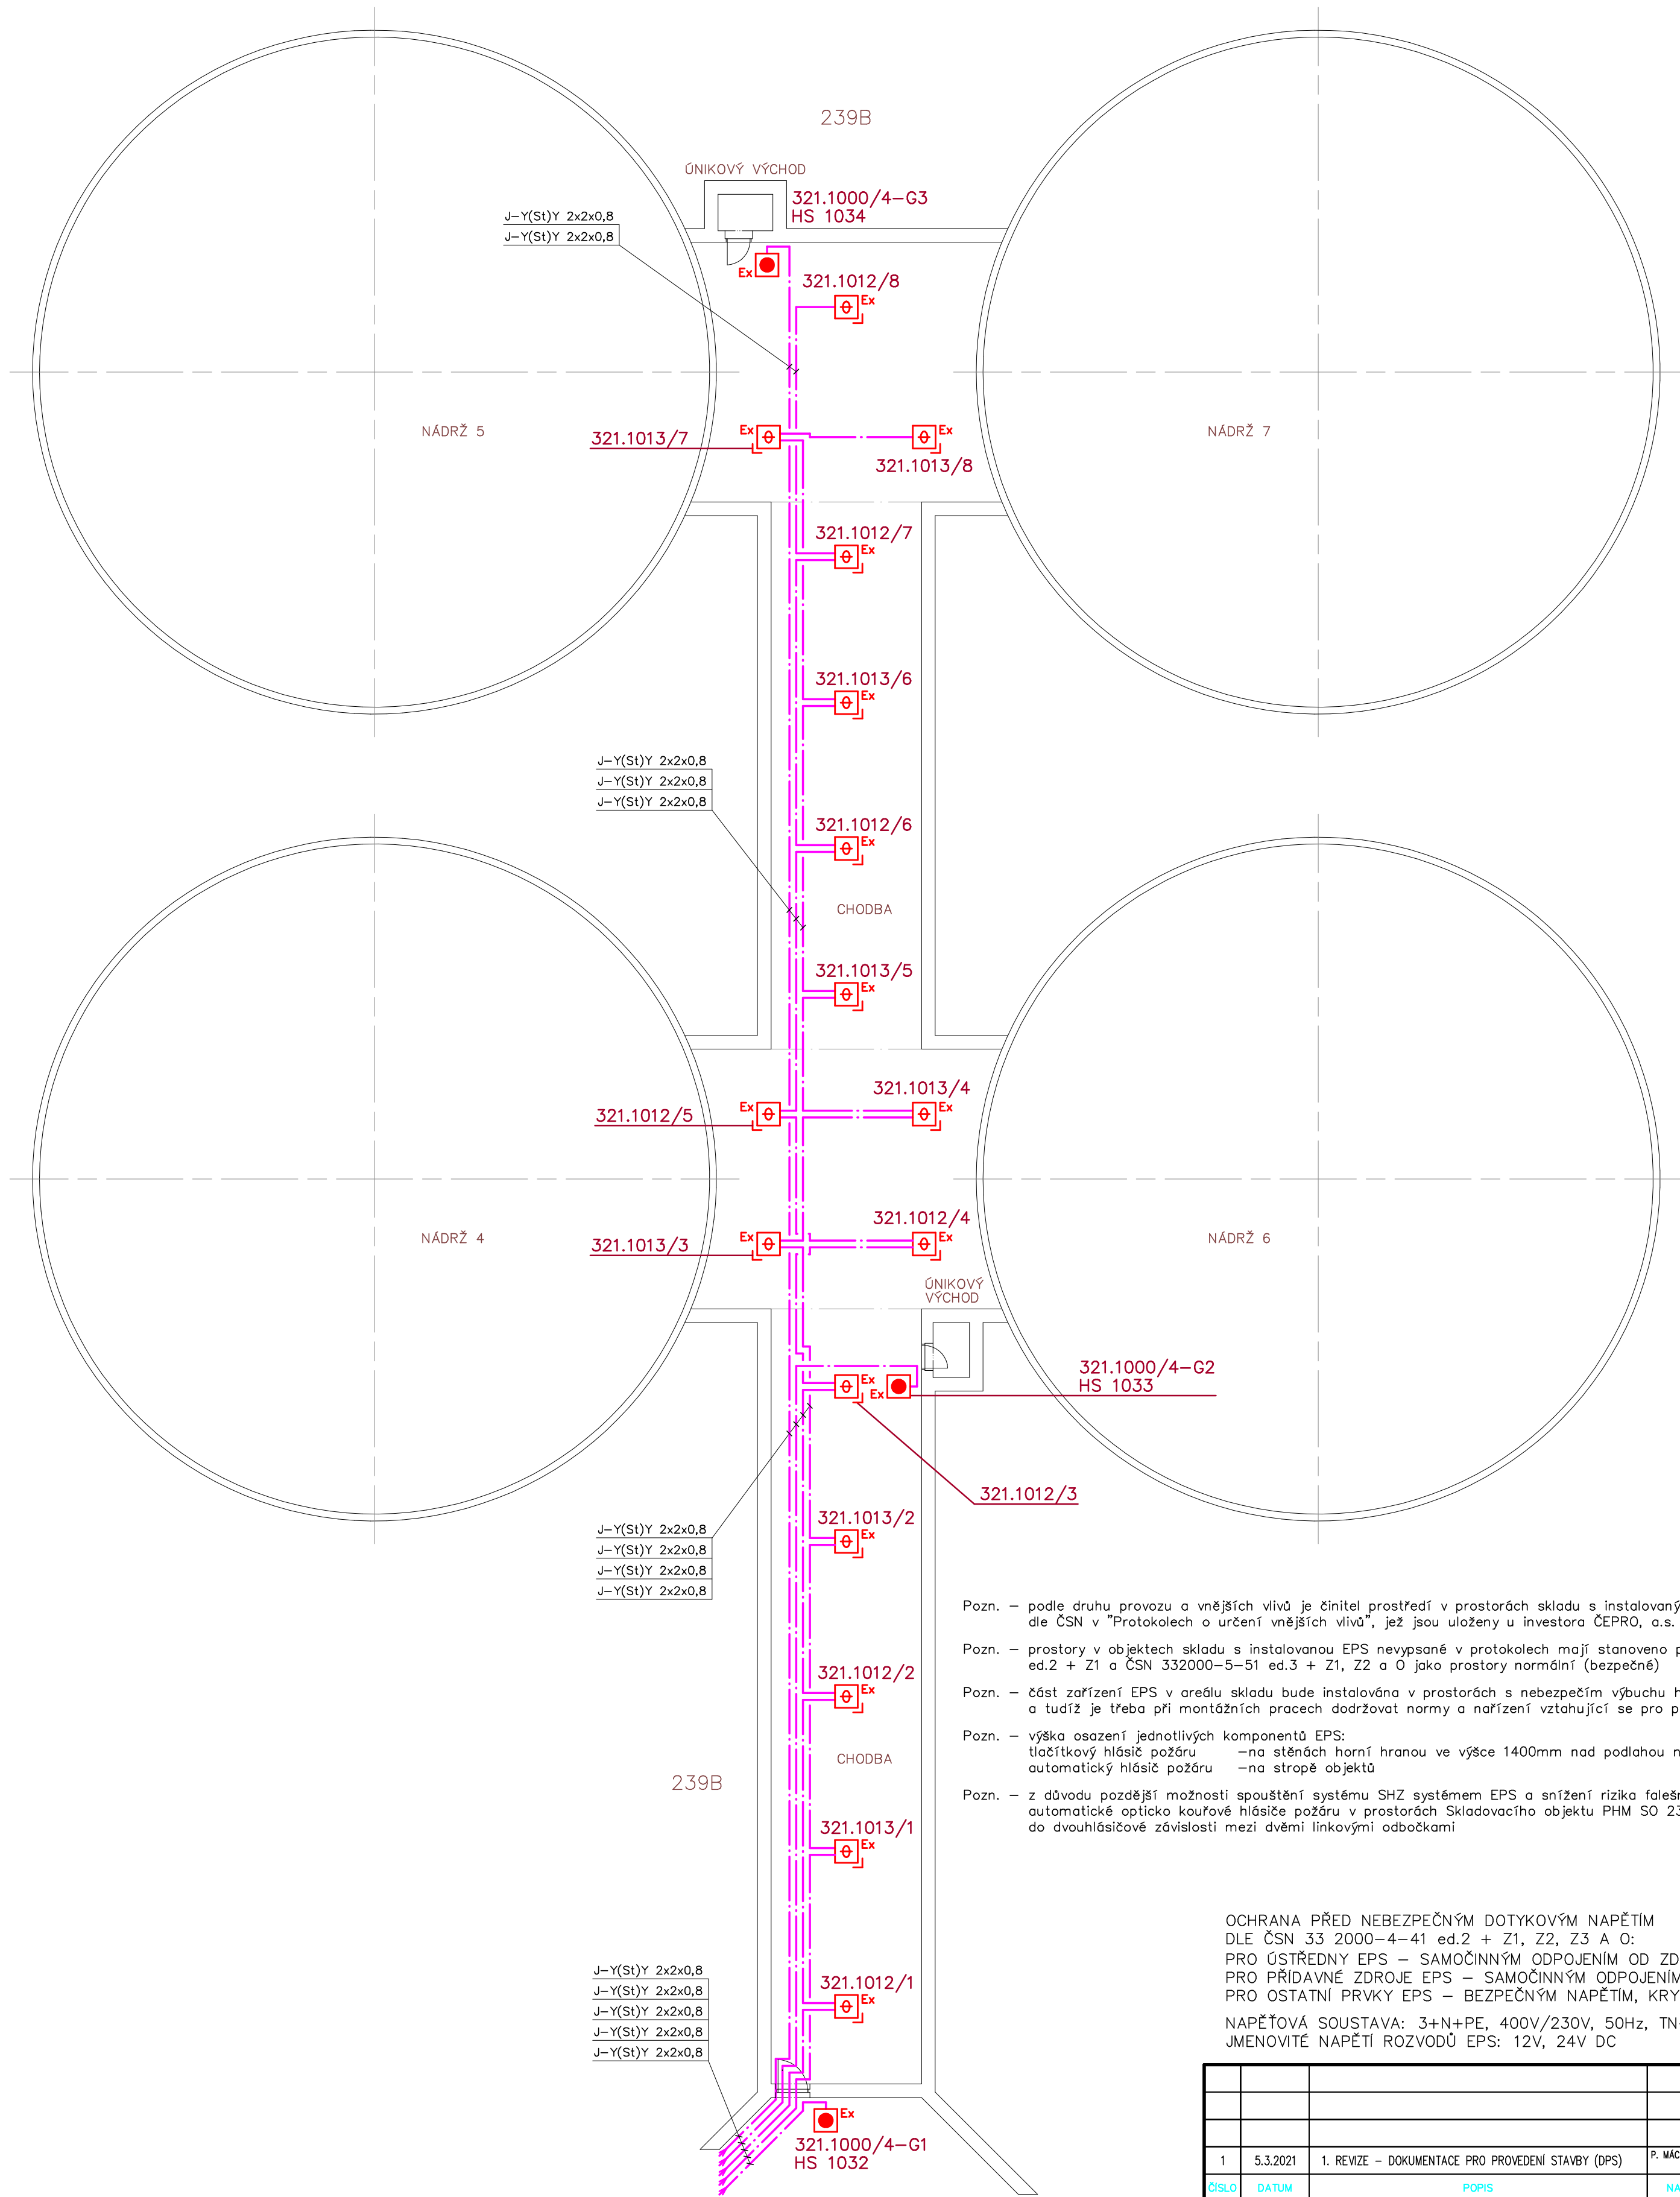 239B
ÚNIKOVÝ VÝCHOD
321.1000/4-G3
HS 1034
J-Y(St)Y 2x2x0,8
J-Y(St)Y 2x2x0,8
Ex
321.1012/8
Ex
NÁDRŽ 5
321.1013/7
Ex
Ex
321.1013/8
NÁDRŽ 7
321.1012/7
Ex
321.1013/6
Ex
J-Y(St)Y 2x2x0,8
J-Y(St)Y 2x2x0,8
J-Y(St)Y 2x2x0,8
321.1012/6
Ex
CHODBA
321.1013/5
Ex
321.1013/4
321.1012/5
Ex
Ex
321.1012/4
NÁDRŽ 4
321.1013/3
Ex
Ex
NÁDRŽ 6
ÚNIKOVÝ
VÝCHOD
321.1000/4-G2
HS 1033
Ex
Ex
321.1012/3
321.1013/2
Ex
J-Y(St)Y 2x2x0,8
J-Y(St)Y 2x2x0,8
J-Y(St)Y 2x2x0,8
J-Y(St)Y 2x2x0,8
Pozn. – podle druhu provozu a vnějších vlivů je činitel prostředí v prostorách skladu s
dle ČSN v "Protokolech o určení vnějších vlivů", jež jsou uloženy u investora ČEPRO, a.s.
Pozn. – prostory v objektech skladu s instalovanou EPS nevypsané v protokolech mají stanoveno
ed.2 + Z1 a ČSN 332000-5-51 ed.3 + Z1, Z2 a O jako prostory normální (bezpečné)
Pozn. – část zařízení EPS v areálu skladu bude instalována v prostorách s nebezpečím výbuchu
a tudíž je třeba při montážních pracech dodržovat normy a nařízení vztahující se pro
Pozn. – výška osazení jednotlivých komponentů EPS:
tlačítkový hlásič požáru –na stěnách horní hranou ve výšce 1400mm nad podlahou
automatický hlásič požáru –na stropě objektů
Pozn. – z důvodu pozdější možnosti spouštění systému SHZ systémem EPS a snížení rizika
automatické opticko kouřové hlásiče požáru v prostorách Skladovacího objektu PHM SO
do dvouhlásičové závislosti mezi dvěmi linkovými odbočkami
321.1012/2
Ex
CHODBA
239B
321.1013/1
Ex
321.1012/1
Ex
J-Y(St)Y 2x2x0,8
J-Y(St)Y 2x2x0,8
J-Y(St)Y 2x2x0,8
J-Y(St)Y 2x2x0,8
J-Y(St)Y 2x2x0,8
Ex
321.1000/4-G1
HS 1032
OCHRANA PŘED NEBEZPEČNÝM DOTYKOVÝM NAPĚTÍM
DLE ČSN 33 2000-4-41 ed.2 + Z1, Z2, Z3 A O:
PRO ÚSTŘEDNY EPS – SAMOČINNÝM ODPOJENÍM OD
PRO PŘÍDAVNÉ ZDROJE EPS – SAMOČINNÝM ODPOJENÍM
PRO OSTATNÍ PRVKY EPS – BEZPEČNÝM NAPĚTÍM,
NAPĚŤOVÁ SOUSTAVA: 3+N+PE, 400V/230V, 50Hz,
JMENOVITÉ NAPĚTÍ ROZVODŮ EPS: 12V, 24V DC
1 5.3.2021 1. REVIZE – DOKUMENTACE PRO PROVEDENÍ STAVBY (DPS) P.
ČÍSLO DATUM POPIS